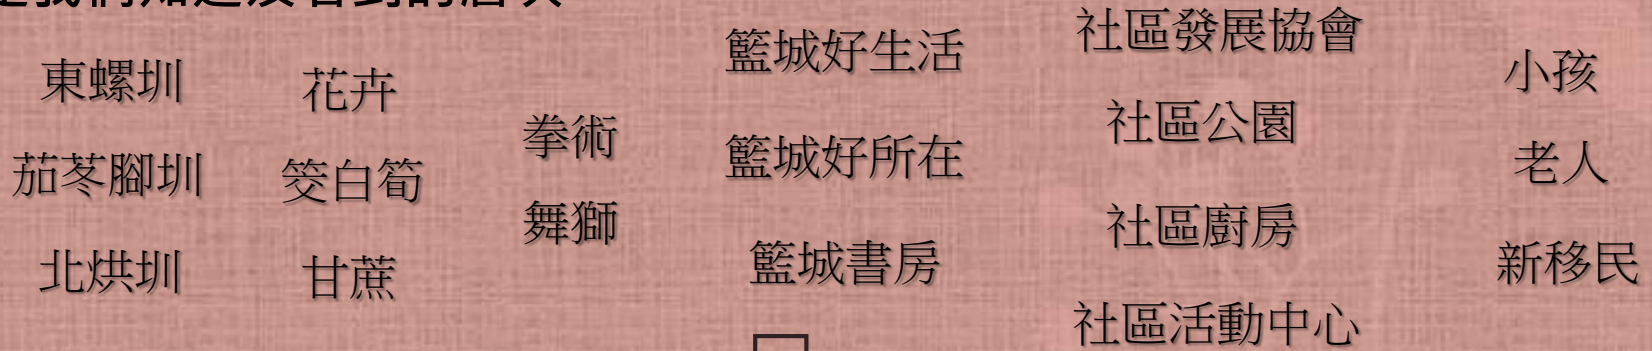 東螺圳
茄苳腳圳
北烘圳
花卉
筊白筍
甘蔗
拳術
舞獅
籃城好生活
籃城好所在
籃城書房
社區發展協會
社區公園
社區廚房
社區活動中心
小孩
老人
新移民